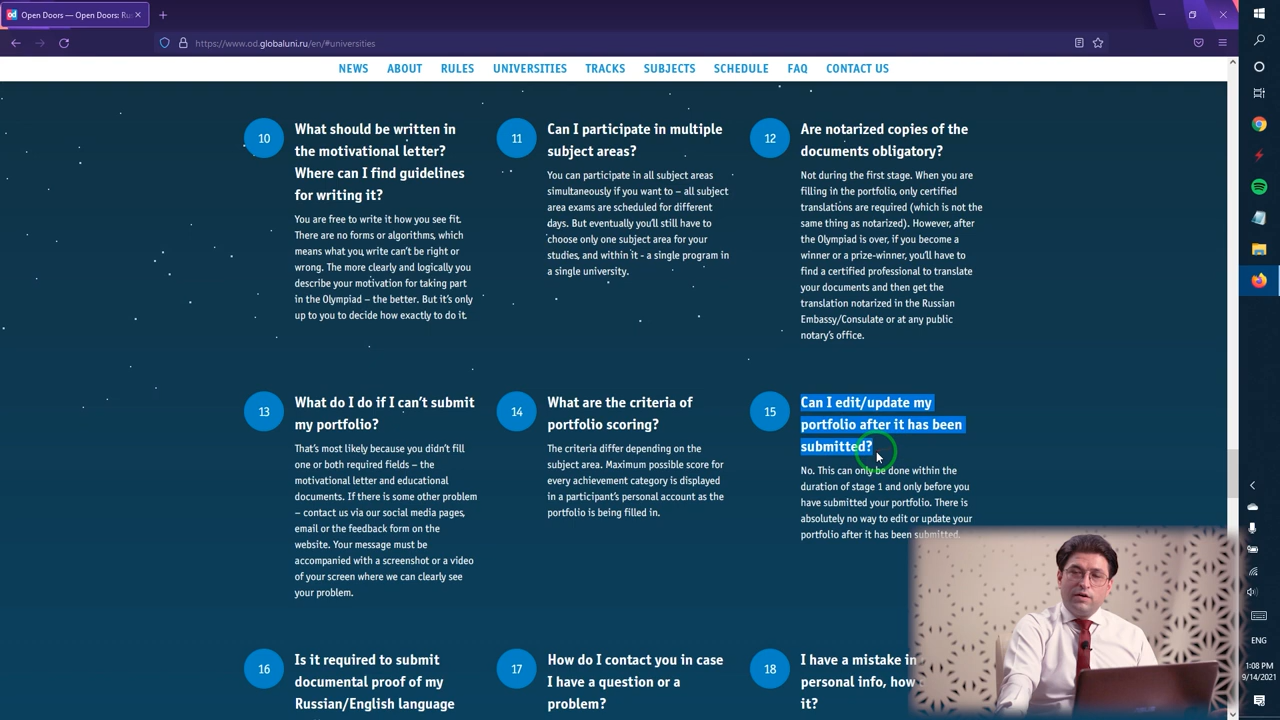 Open Doors — Open Doors: Ru
https://www.od.globaluni.ru/en/#universities
NEWS ABOUT RULES UNIVERSITIES TRACKS SUBJECTS SCHEDULE FAQ CONTACT US
10
What should be written in
the motivational letter?
Where can I find guidelines
for writing it?
You are free to write it how you see fit.
There are no forms or algorithms, which
means what you write can't be right or
wrong. The more clearly and logically you
describe your motivation for taking part
in the Olympiad – the better. But it's only
up to you to decide how exactly to do it.
11
Can I participate in multiple
subject areas?
You can participate in all subject areas
simultaneously if you want to – all subject
area exams are scheduled for different
days. But eventually you'll still have to
choose only one subject area for your
studies, and within it - a single program in
a single university.
12
Are notarized copies of the
documents obligatory?
Not during the first stage. When you are
filling in the portfolio, only certified
translations are required (which is not the
same thing as notarized). However, after
the Olympiad is over, if you become a
winner or a prize-winner, you'll have to
find a certified professional to translate
your documents and then get the
translation notarized in the Russian
Embassy/Consulate or at any public
notary's office.
13
What do I do if I can't submit
my portfolio?
That's most likely because you didn't fill
one or both required fields – the
motivational letter and educational
documents. If there is some other problem
– contact us via our social media pages,
email or the feedback form on the
website. Your message must be
accompanied with a screenshot or a video
of your screen where we can clearly see
your problem.
14
What are the criteria of
portfolio scoring?
The criteria differ depending on the
subject area. Maximum possible score for
every achievement category is displayed
in a participant's personal account as the
portfolio is being filled in.
15
Can I edit/update my
portfolio after it has been
submitted?
No. This can only be done within the
duration of stage 1 and only before you
have submitted your portfolio. There is
absolutely no way to edit or update your
portfolio after it has been submitted.
16
Is it required to submit
documental proof of my
Russian/English language
17
How do I contact you in case
I have a question or a
problem?
18
I have a mistake in
personal info, how
it?
ENG
1:08 PM
9/14/2021